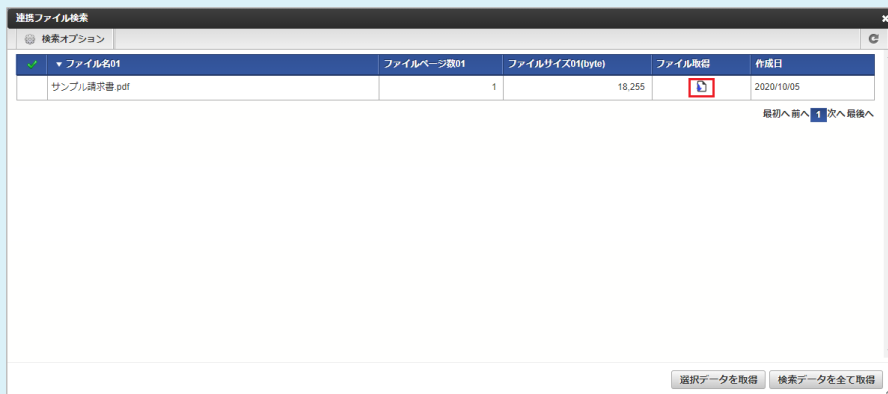 連携ファイル検索
検索オプション
▼ ファイル名01 ファイルページ数01 ファイルサイズ01(byte) ファイル取得 作成日
サンプル請求書.pdf 1 18,255 2020/10/05
最初へ 前へ 1 次へ 最後へ
選択データを取得 検索データを全て取得